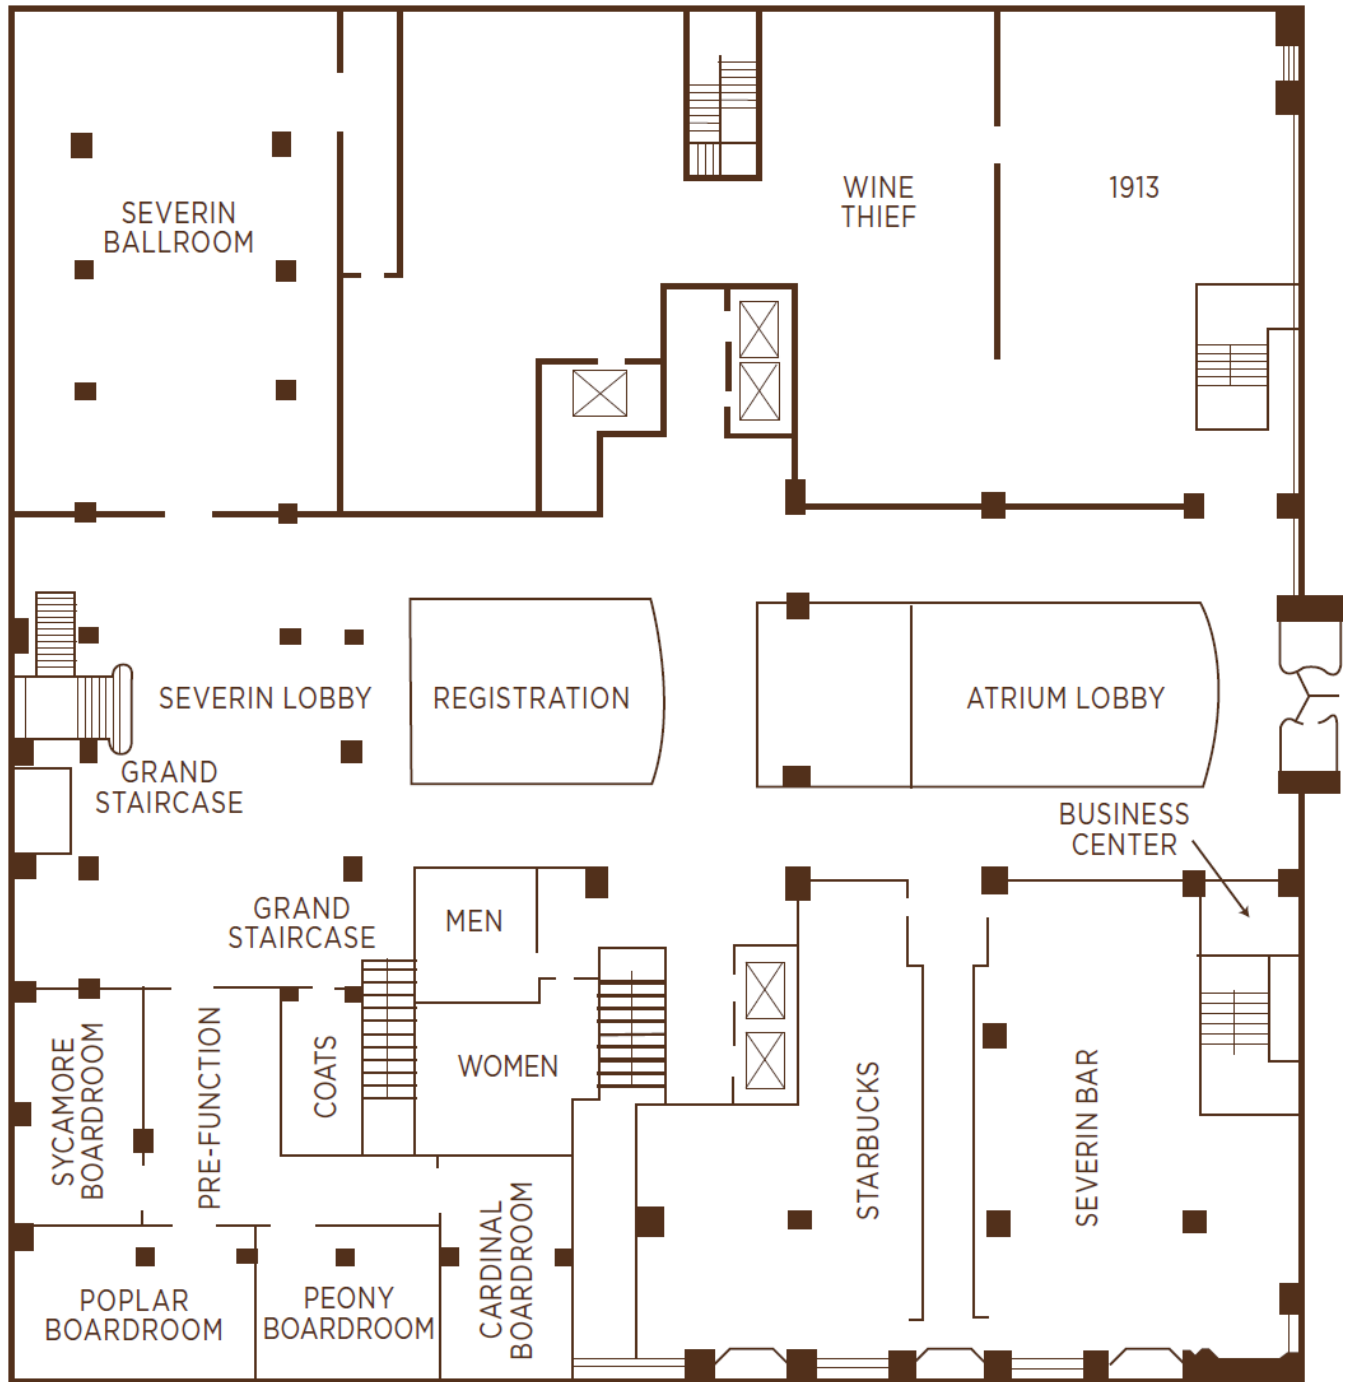 WINE
THIEF
1913
SEVERIN
BALLROOM
SEVERIN LOBBY
REGISTRATION
ATRIUM LOBBY
GRAND
STAIRCASE
BUSINESS
CENTER
GRAND
STAIRCASE
MEN
WOMEN
COATS
SYCAMORE
BOARDROOM
PRE-FUNCTION
STARBUCKS
SEVERIN BAR
CARDINAL
BOARDROOM
POPLAR
BOARDROOM
PEONY
BOARDROOM